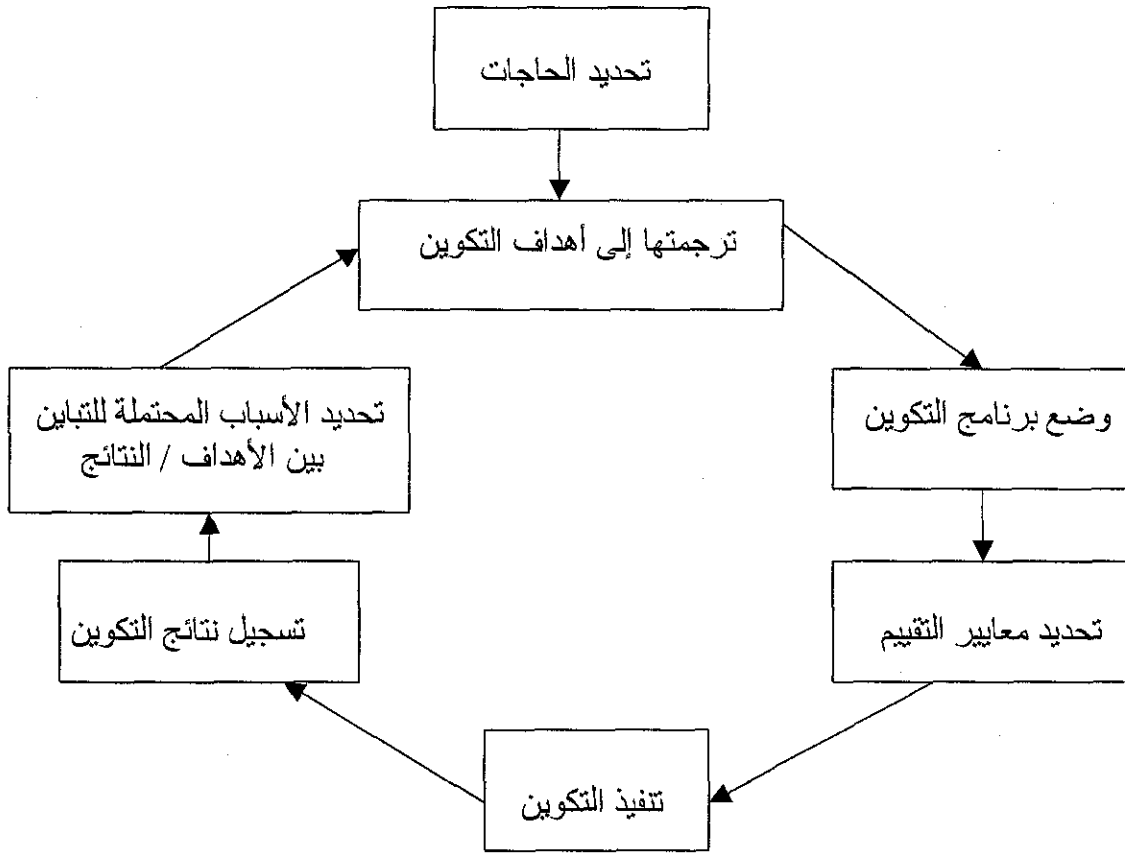 تحديد الحاجات
ترجمتها إلى أهداف التكوين
وضع برنامج التكوين
تحديد معايير التقييم
تنفيذ التكوين
تسجيل نتائج التكوين
تحديد الأسباب المحتملة للتباين
بين الأهداف / النتائج